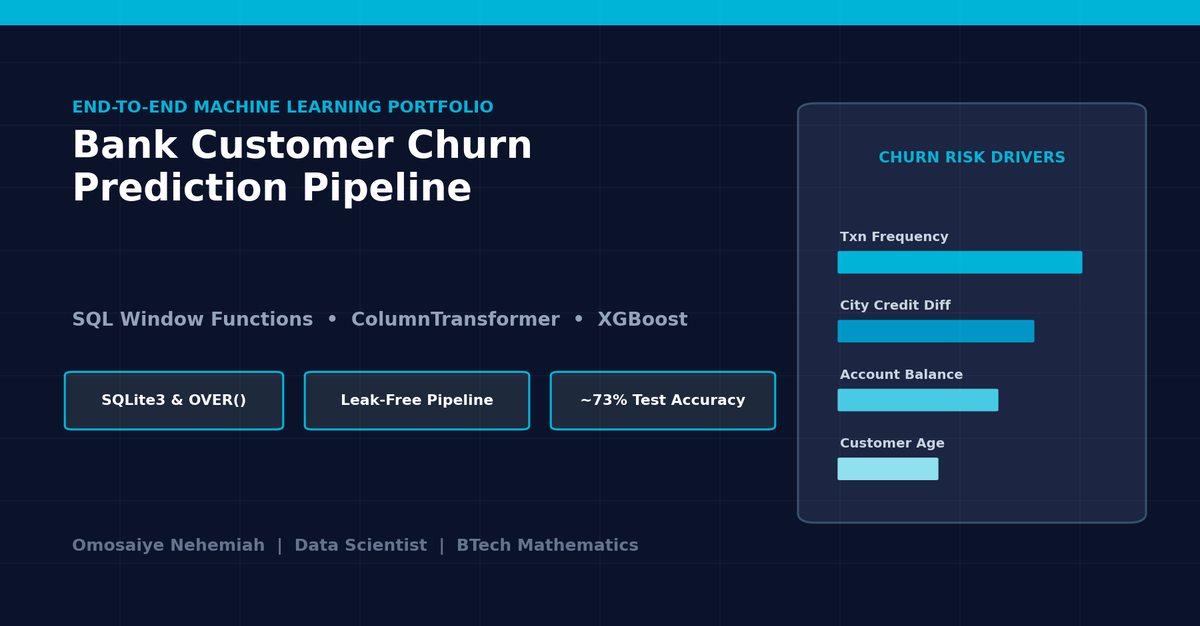 END-TO-END MACHINE LEARNING PORTFOLIO
Bank Customer Churn
Prediction Pipeline
SQL Window Functions • ColumnTransformer • XGBoost
SQLite3 & OVER()
Leak-Free Pipeline
~73% Test Accuracy
Omosaiye Nehemiah | Data Scientist | BTech Mathematics
CHURN RISK DRIVERS
Txn Frequency
City Credit Diff
Account Balance
Customer Age